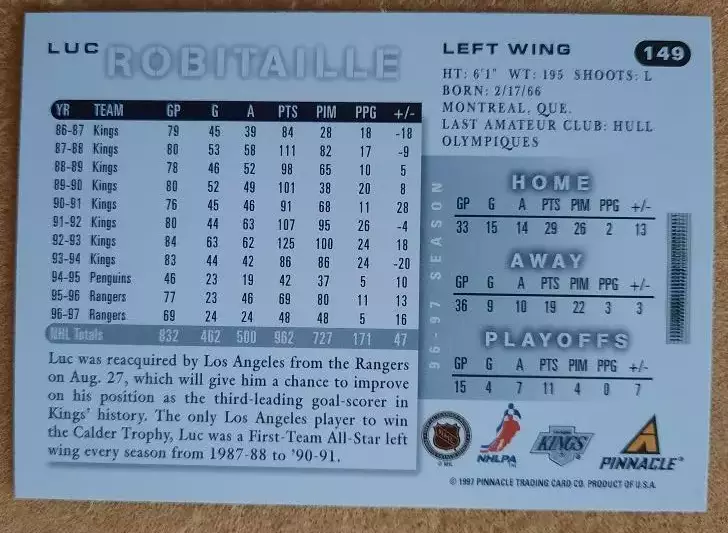 LUC ROBITAILLE
LEFT WING
149
HT: 6'1" WT: 195 SHOOTS: L
BORN: 2/17/66
MONTREAL, QUE.
LAST AMATEUR CLUB: HULL
OLYMPIQUES
YR TEAM GP G A PTS PIM PPG +/-
86-87 Kings 79 45 39 84 28 18 -18
87-88 Kings 80 53 58 111 82 17 -9
88-89 Kings 78 46 52 98 65 10 5
89-90 Kings 80 52 49 101 38 20 8
90-91 Kings 76 45 46 91 68 11 28
91-92 Kings 80 44 63 107 95 26 -4
92-93 Kings 84 63 62 125 100 24 18
93-94 Kings 83 44 42 86 86 24 -20
94-95 Penguins 46 23 19 42 37 5 10
95-96 Rangers 77 23 46 69 80 11 13
96-97 Rangers 69 24 24 48 48 5 16
NHL Totals 832 462 500 962 727 171 47
Luc was reacquired by Los Angeles from the Rangers
on Aug. 27, which will give him a chance to improve
on his position as the third-leading goal-scorer in
Kings' history. The only Los Angeles player to win
the Calder Trophy, Luc was a First-Team All-Star left
wing every season from 1987-88 to '90-91.
96-97 SEASON
HOME
GP G A PTS PIM PPG +/-
33 15 14 29 26 2 13
AWAY
GP G A PTS PIM PPG +/-
36 9 10 19 22 3 3
PLAYOFFS
GP G A PTS PIM PPG +/-
15 4 7 11 4 0 7
NHL
NHLPA
KINGS
PINNACLE
© 1997 PINNACLE TRADING CARD CO. PRODUCT OF U.S.A.